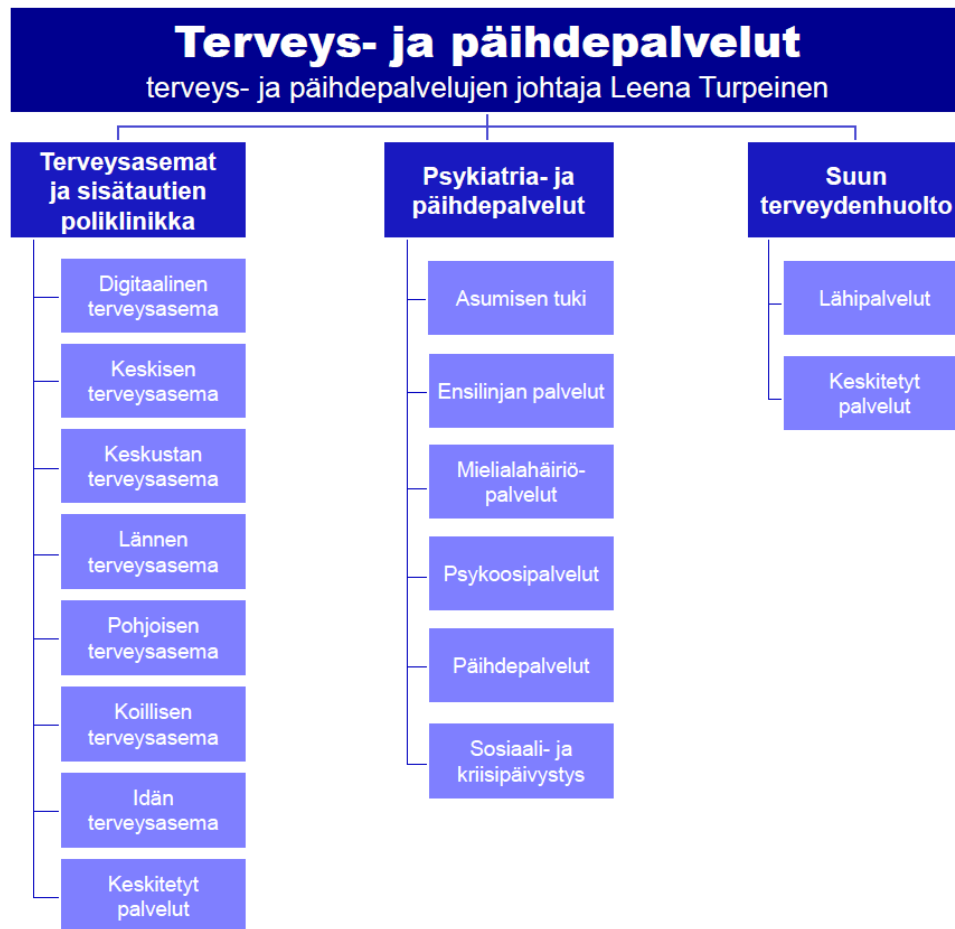 Terveys- ja päihdepalvelut
terveys- ja päihdepalvelujen johtaja Leena Turpeinen
Terveysasemat
ja sisätautien
poliklinikka
Digitaalinen
terveysasema
Keskisen
terveysasema
Keskustan
terveysasema
Lännen
terveysasema
Pohjoisen
terveysasema
Koillisen
terveysasema
Idän
terveysasema
Keskitetyt
palvelut
Psykiatria- ja
päihdepalvelut
Asumisen tuki
Ensilinjan palvelut
Mielialahäiriö-
palvelut
Psykoosipalvelut
Päihdepalvelut
Sosiaali- ja
kriisipäivystys
Suun
terveydenhuolto
Lähipalvelut
Keskitetyt
palvelut